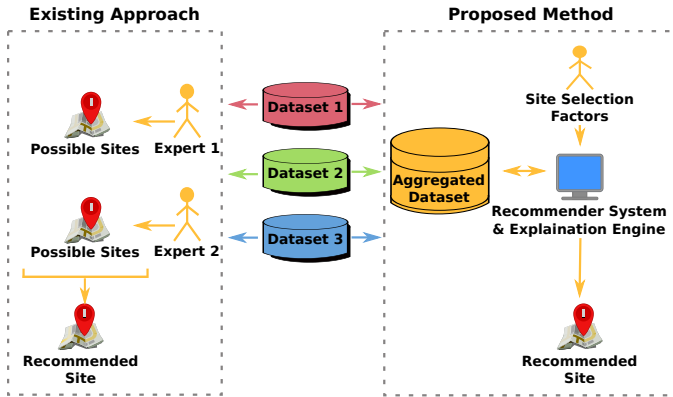 Existing Approach
Possible Sites
Expert 1
Possible Sites
Expert 2
Recommended
Site
Dataset 1
Dataset 2
Dataset 3
Proposed Method
Site Selection
Factors
Aggregated
Dataset
Recommender System
& Explaination Engine
Recommended
Site